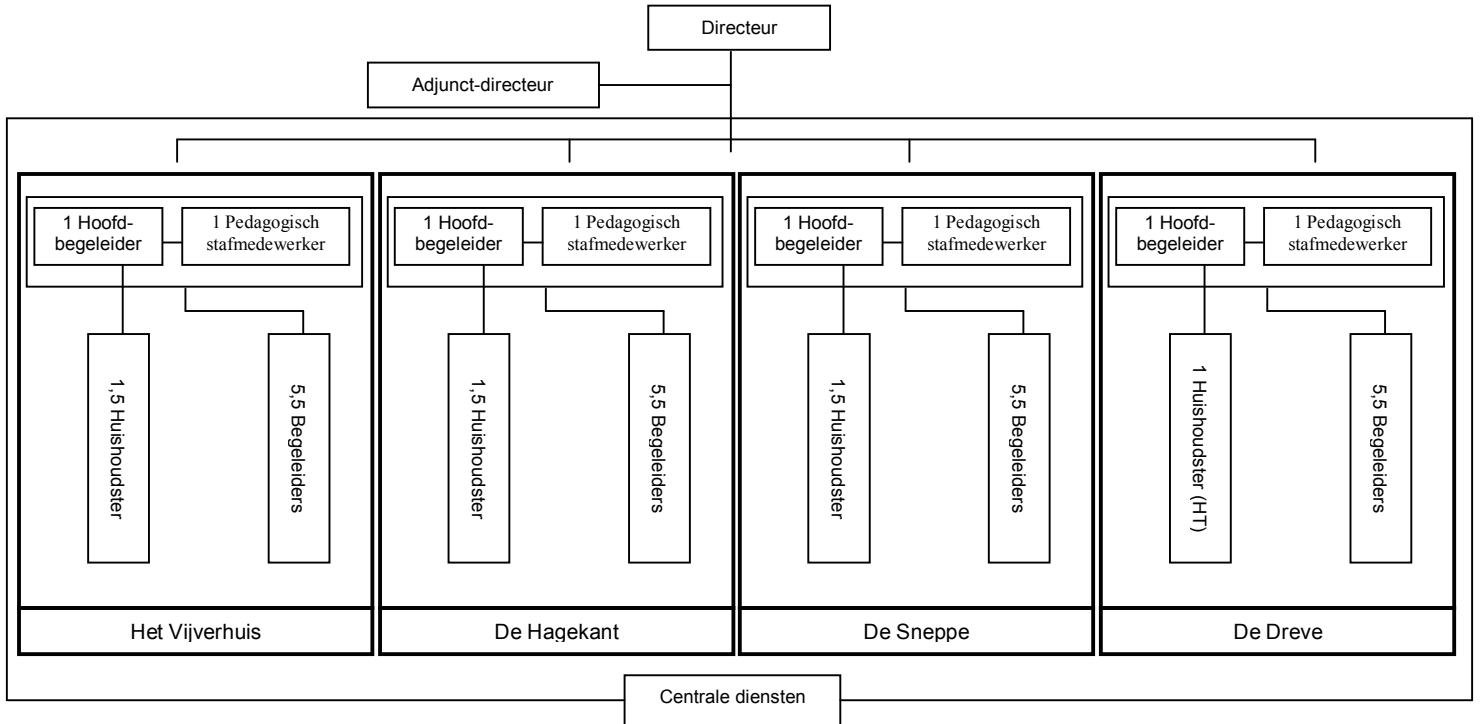 Directeur
Adjunct-directeur
1 Hoofd-
begeleider
1 Pedagogisch
stafmedewerker
1,5 Huishoudster
5,5 Begeleiders
Het Vijverhuis
1 Hoofd-
begeleider
1 Pedagogisch
stafmedewerker
1,5 Huishoudster
5,5 Begeleiders
De Hagekant
1 Hoofd-
begeleider
1 Pedagogisch
stafmedewerker
1,5 Huishoudster
5,5 Begeleiders
De Sneppe
1 Hoofd-
begeleider
1 Pedagogisch
stafmedewerker
1 Huishoudster (HT)
5,5 Begeleiders
De Dreve
Centrale diensten